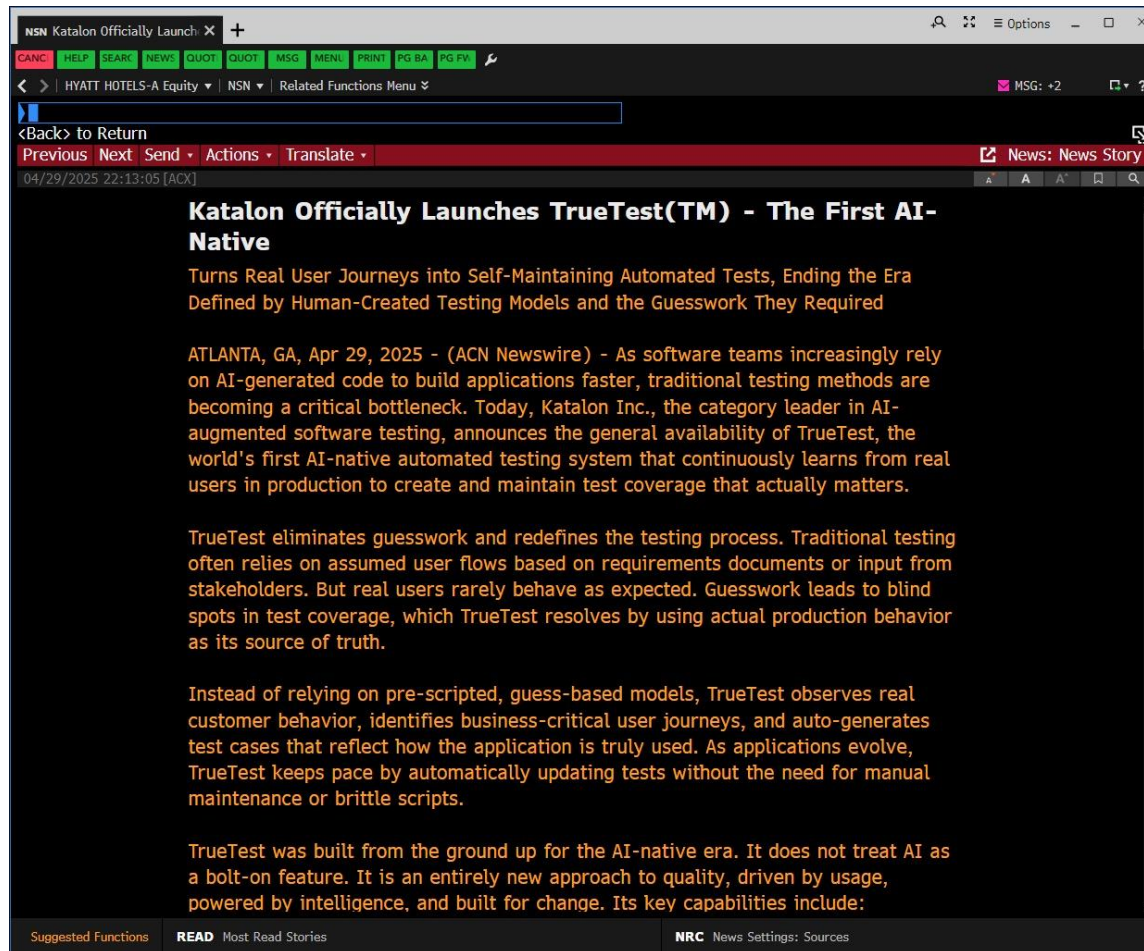 NSN Katalon Officially Launch
Options
CANC HELP SEARC NEWS QUOT QUOT MSG MENU PRINT PG BA PG FW
HYATT HOTELS-A Equity NSN Related Functions Menu
MSG: +2
?
<Back> to Return
Previous Next Send Actions Translate
News: News Story
04/29/2025 22:13:05 [ACX]
A A A
Katalon Officially Launches TrueTest(TM) - The First AI-
Native
Turns Real User Journeys into Self-Maintaining Automated Tests, Ending the Era
Defined by Human-Created Testing Models and the Guesswork They Required
ATLANTA, GA, Apr 29, 2025 - (ACN Newswire) - As software teams increasingly rely
on AI-generated code to build applications faster, traditional testing methods are
becoming a critical bottleneck. Today, Katalon Inc., the category leader in AI-
augmented software testing, announces the general availability of TrueTest, the
world's first AI-native automated testing system that continuously learns from real
users in production to create and maintain test coverage that actually matters.
TrueTest eliminates guesswork and redefines the testing process. Traditional testing
often relies on assumed user flows based on requirements documents or input from
stakeholders. But real users rarely behave as expected. Guesswork leads to blind
spots in test coverage, which TrueTest resolves by using actual production behavior
as its source of truth.
Instead of relying on pre-scripted, guess-based models, TrueTest observes real
customer behavior, identifies business-critical user journeys, and auto-generates
test cases that reflect how the application is truly used. As applications evolve,
TrueTest keeps pace by automatically updating tests without the need for manual
maintenance or brittle scripts.
TrueTest was built from the ground up for the AI-native era. It does not treat AI as
a bolt-on feature. It is an entirely new approach to quality, driven by usage,
powered by intelligence, and built for change. Its key capabilities include:
Suggested Functions READ Most Read Stories NRC News Settings: Sources